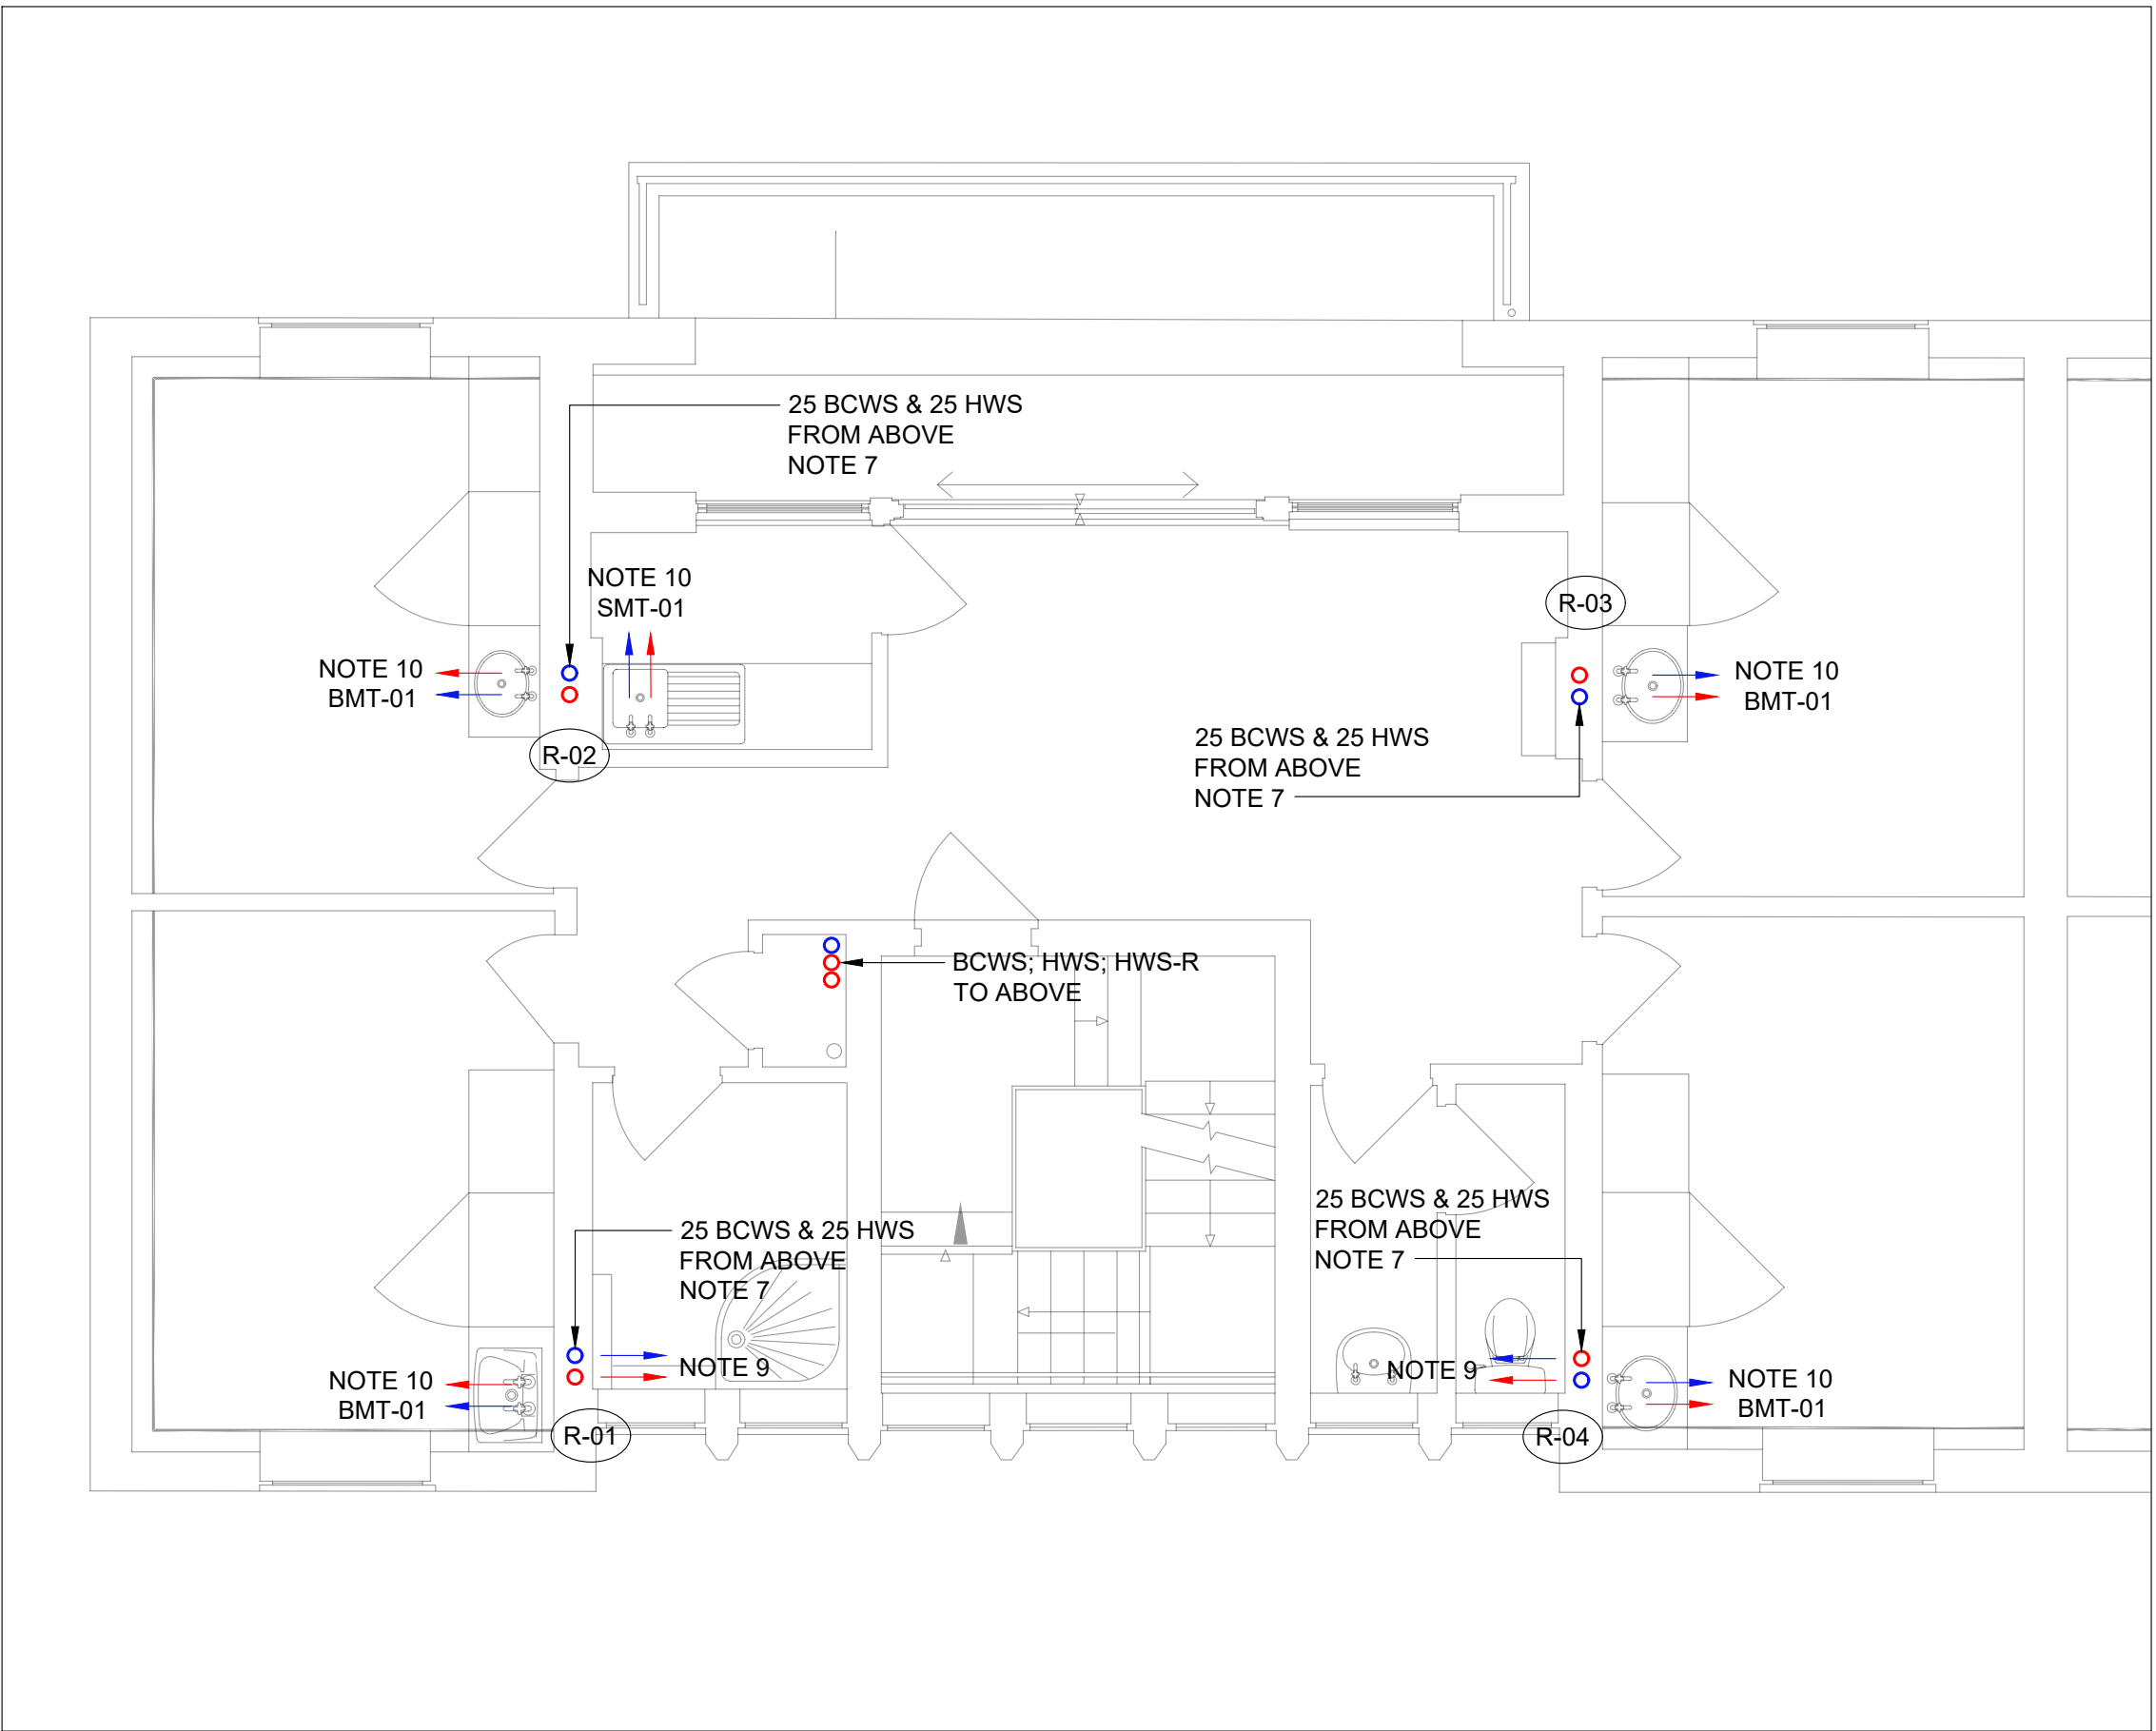 25 BCWS & 25 HWS
FROM ABOVE
NOTE 7
NOTE 10
SMT-01
R-03
NOTE 10
BMT-01
NOTE 10
BMT-01
R-02
25 BCWS & 25 HWS
FROM ABOVE
NOTE 7
BCWS; HWS; HWS-R
TO ABOVE
25 BCWS & 25 HWS
FROM ABOVE
NOTE 7
25 BCWS & 25 HWS
FROM ABOVE
NOTE 7
NOTE 9
NOTE 9
NOTE 10
BMT-01
NOTE 10
BMT-01
R-01
R-04